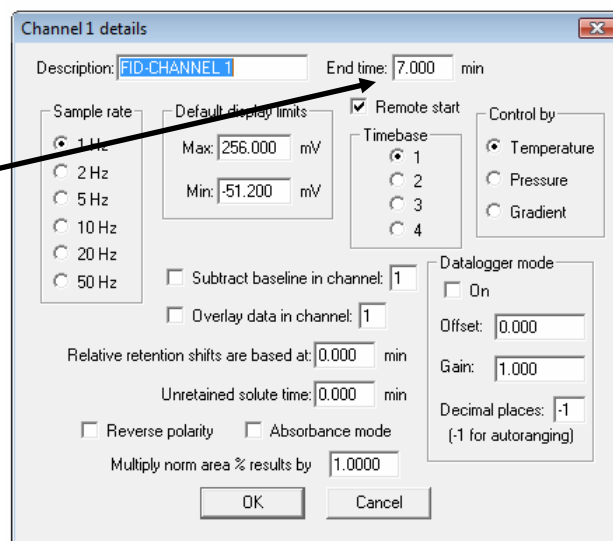 Channel 1 details
Description: FID-CHANNEL 1 End time: 7.000 min
Sample rate
1 Hz
2 Hz
5 Hz
10 Hz
20 Hz
50 Hz
Default display limits
Max: 256.000 mV
Min: -51.200 mV
Remote start
Timebase
1
2
3
4
Control by
Temperature
Pressure
Gradient
Subtract baseline in channel: 1
Overlay data in channel: 1
Relative retention shifts are based at: 0.000 min
Unretained solute time: 0.000 min
Reverse polarity Absorbance mode
Multiply norm area % results by 1.0000
Datalogger mode
On
Offset: 0.000
Gain: 1.000
Decimal places: -1
(-1 for autoranging)
OK Cancel